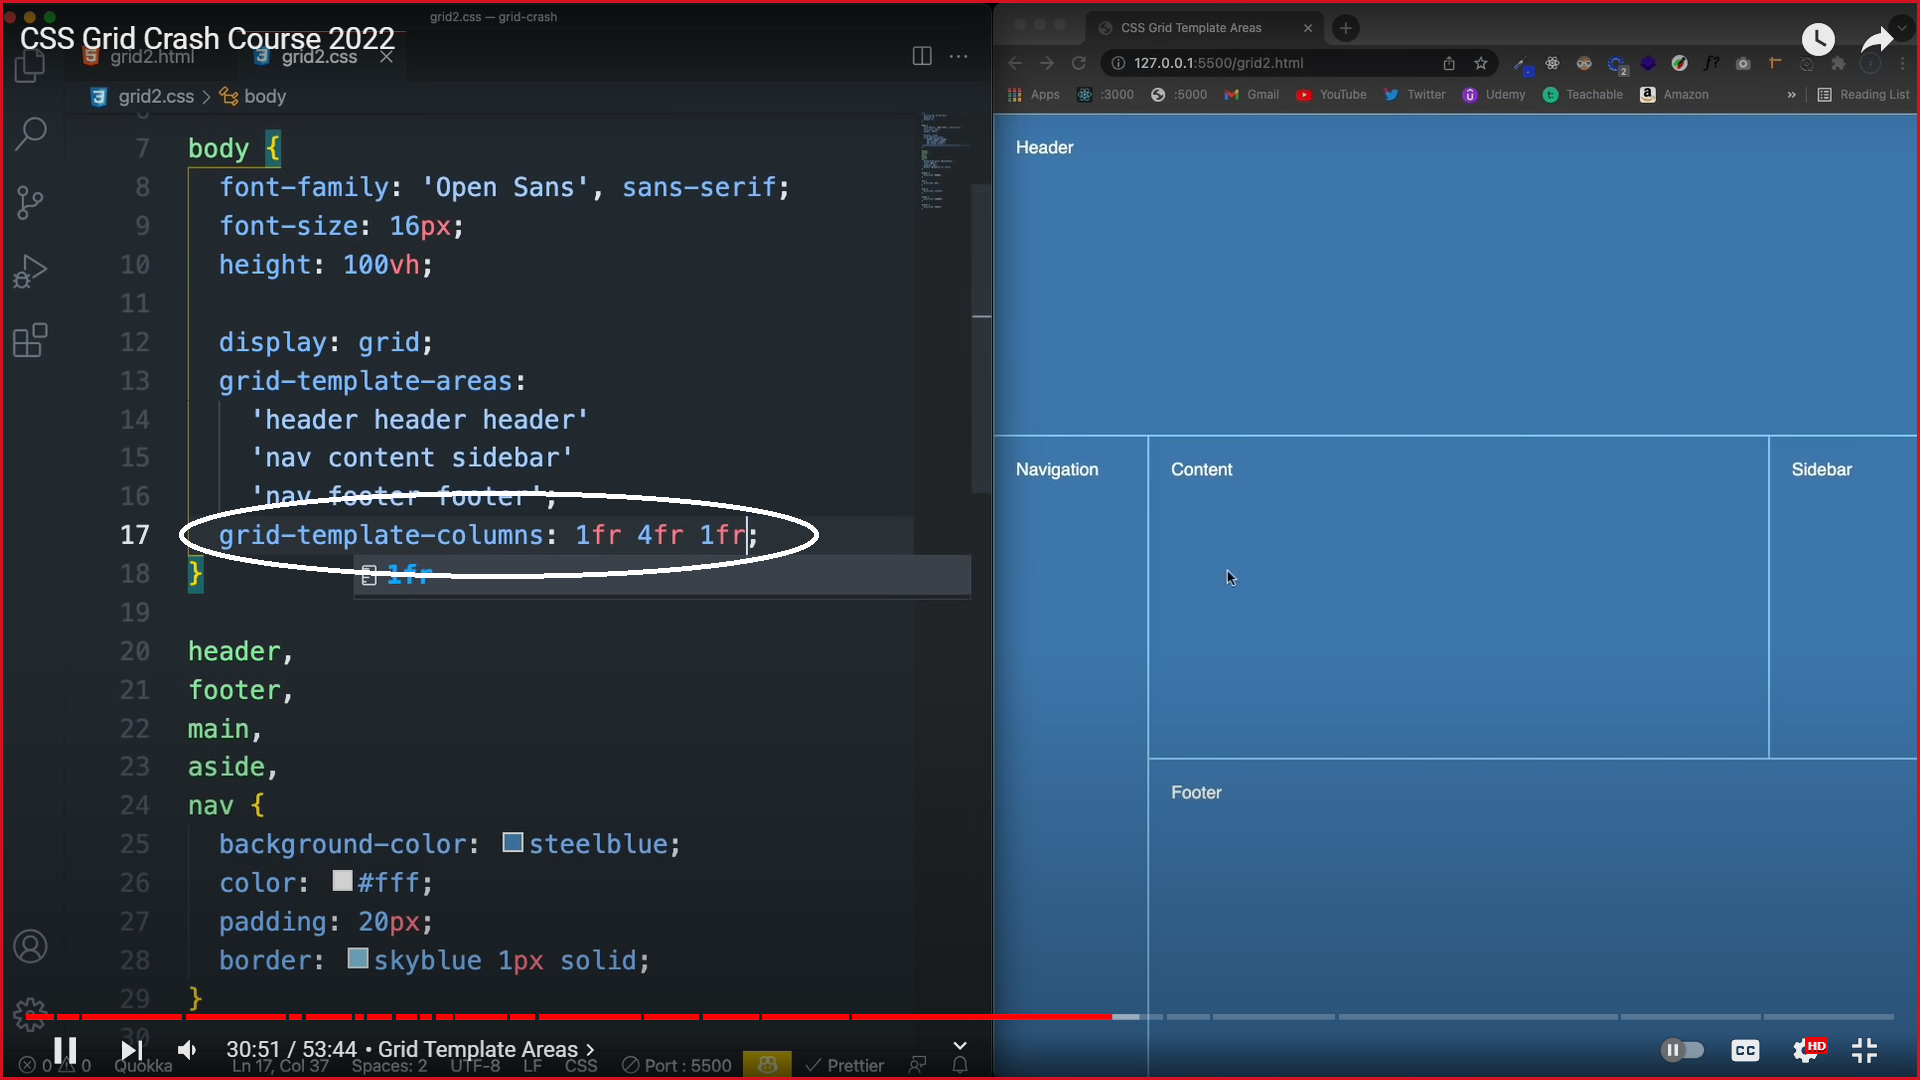 grid2.css — grid-crash
CSS Grid Crash Course 2022
grid2.html
grid2.css
grid2.css > body
7 body {
8 font-family: 'Open Sans', sans-serif;
9 font-size: 16px;
10 height: 100vh;
11
12 display: grid;
13 grid-template-areas:
14 'header header header'
15 'nav content sidebar'
16 'nav footer footer';
17 grid-template-columns: 1fr 4fr 1fr;
1fr
18 }
19
20 header,
21 footer,
22 main,
23 aside,
24 nav {
25 background-color: steelblue;
26 color: #fff;
27 padding: 20px;
28 border: skyblue 1px solid;
29 }
30
30:51 / 53:44 • Grid Template Areas >
0 0 Quokka Ln 17, Col 37 Spaces: 2 UTF-8 LF CSS Port : 5500 Prettier
CSS Grid Template Areas
127.0.0.1:5500/grid2.html
f?
2
Apps :3000 :5000 Gmail YouTube Twitter Udemy Teachable Amazon » Reading List
Header
Navigation
Content
Sidebar
Footer
CC
HD